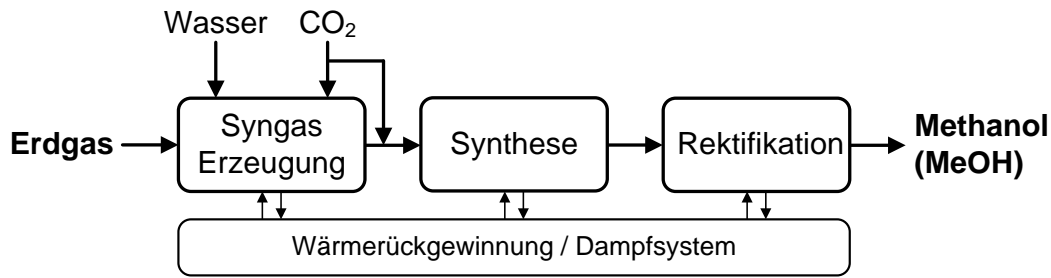 Wasser CO₂
Erdgas
Syngas
Erzeugung
Synthese
Rektifikation
Methanol
(MeOH)
Wärmerückgewinnung / Dampfsystem